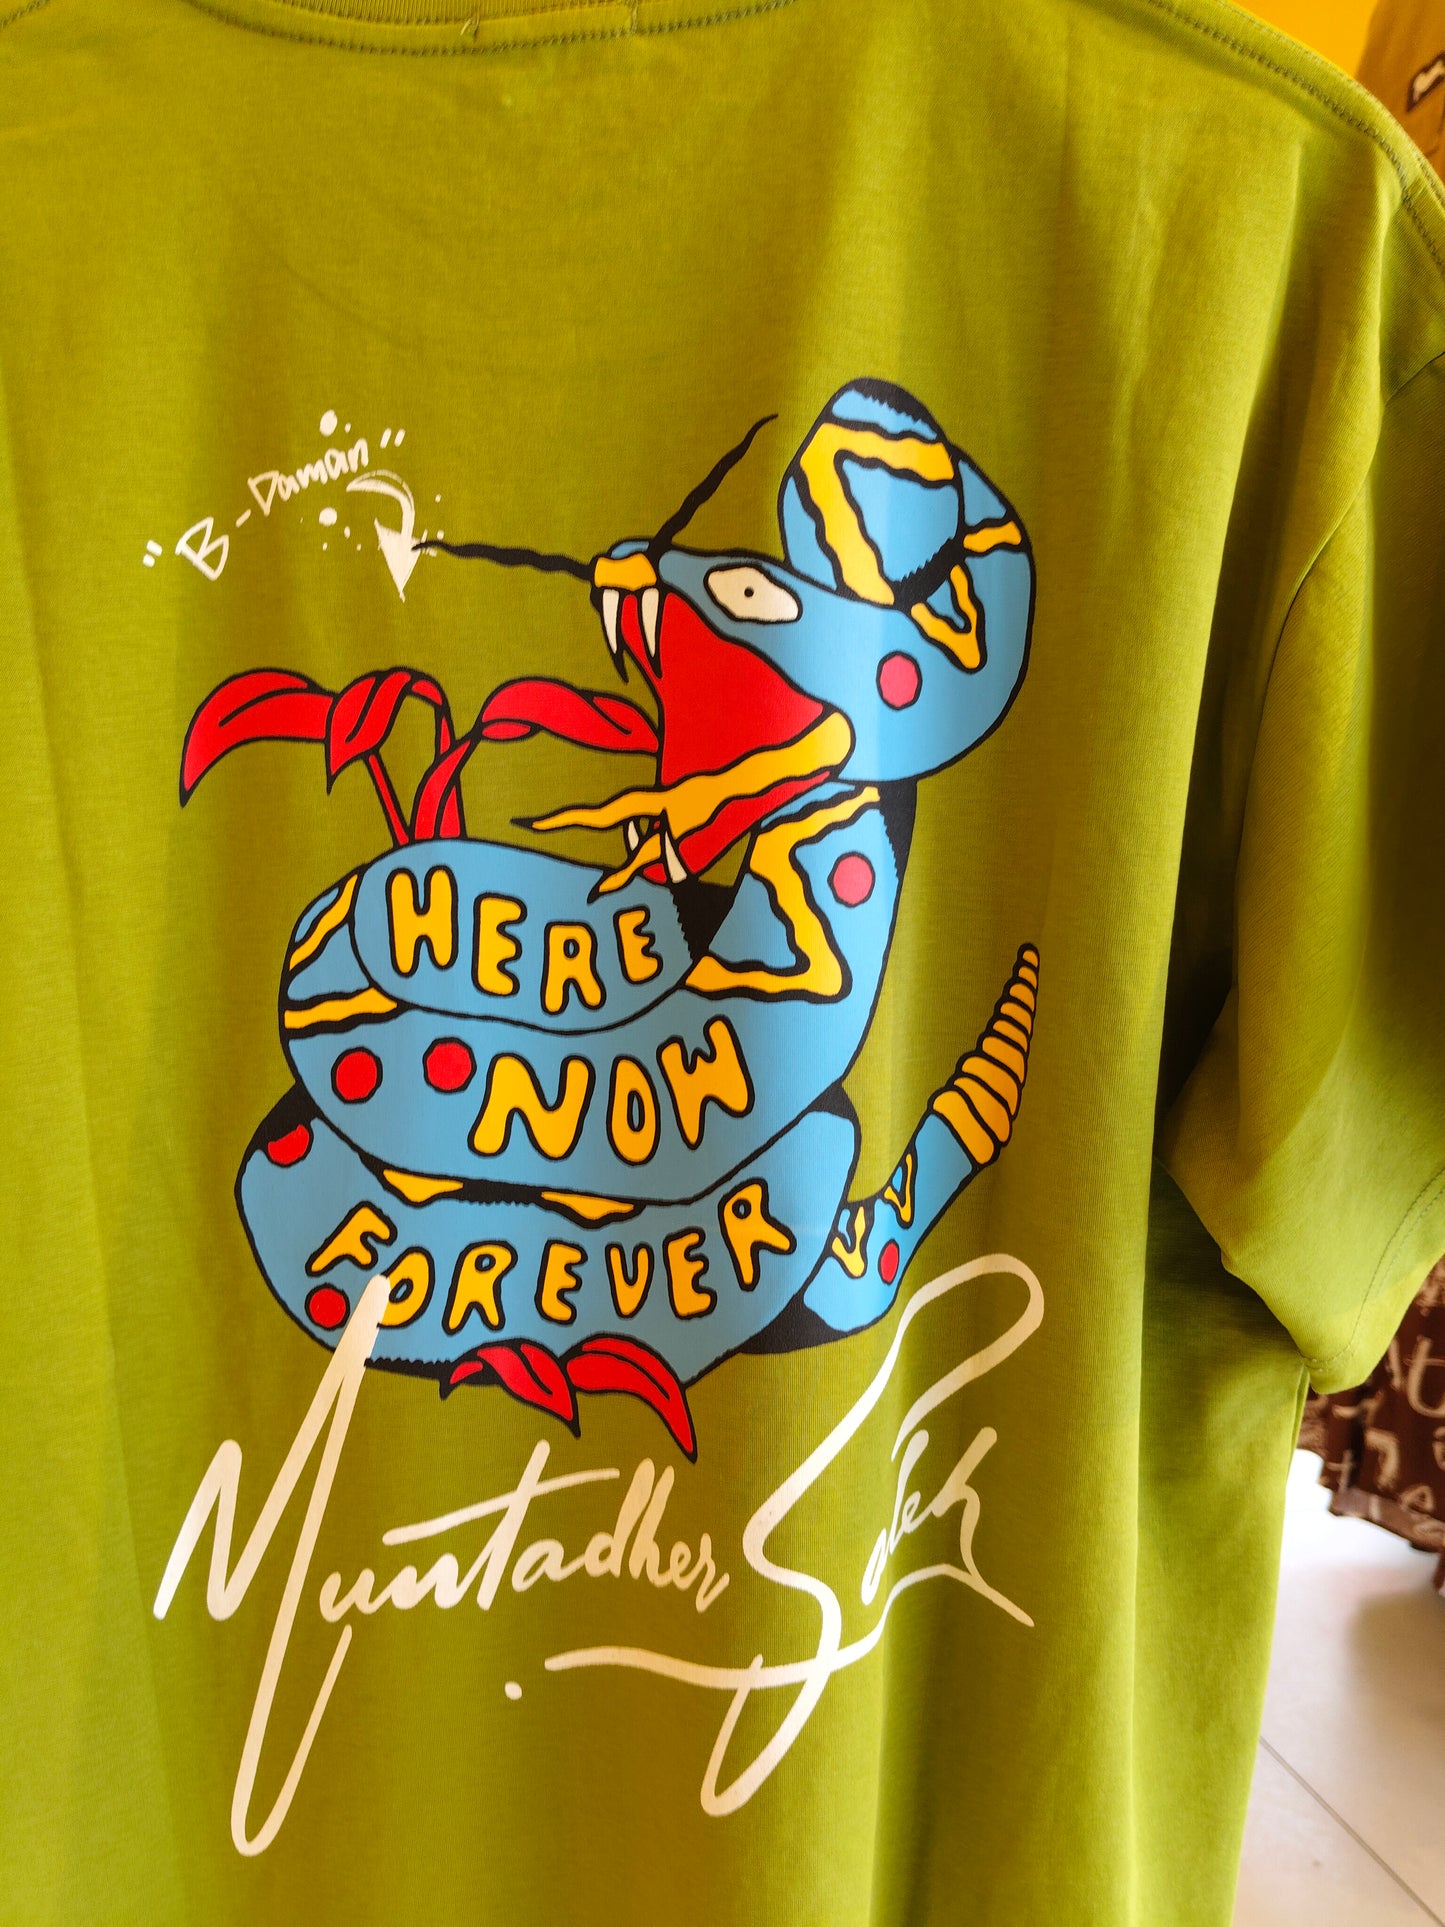 "B-Daman"
HERE
NOW
FOREVER
Muntadher Saleh